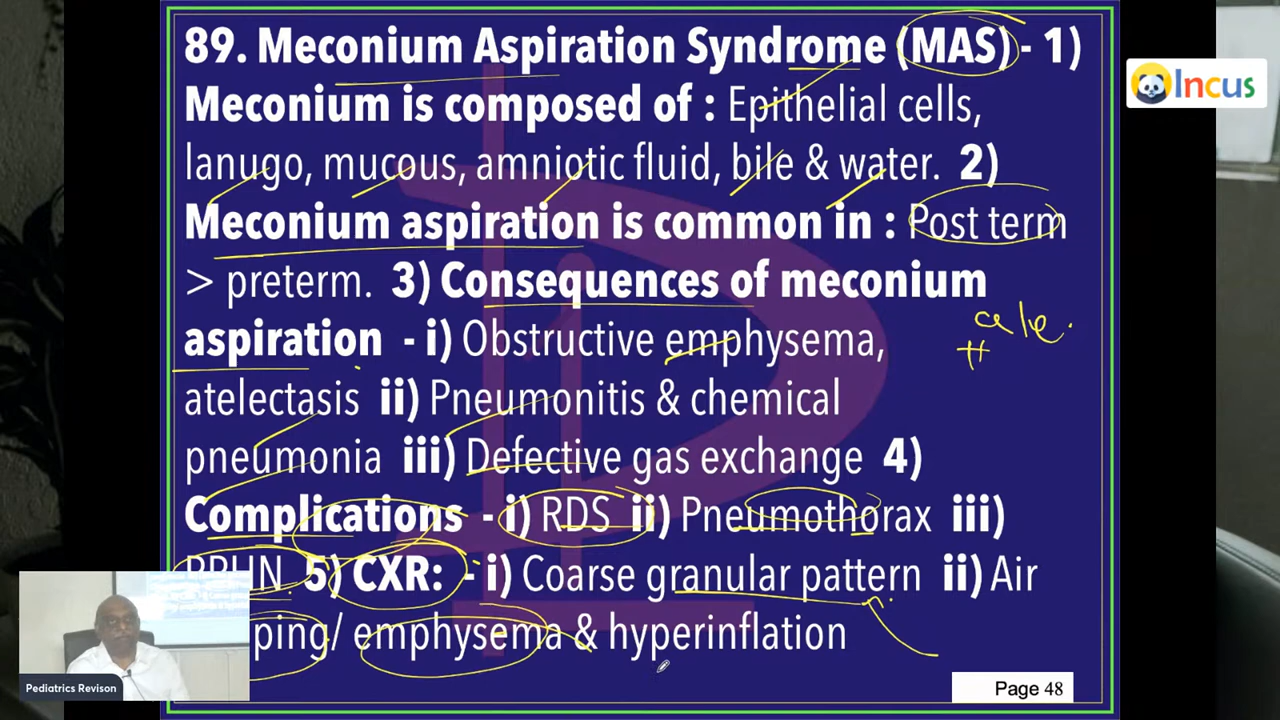 89. Meconium Aspiration Syndrome (MAS) - 1)
Meconium is composed of : Epithelial cells,
lanugo, mucous, amniotic fluid, bile & water. 2)
Meconium aspiration is common in : Post term
> preterm. 3) Consequences of meconium
aspiration - i) Obstructive emphysema,
atelectasis ii) Pneumonitis & chemical
pneumonia iii) Defective gas exchange 4)
Complications - i) RDS ii) Pneumothorax iii)
PPHN 5) CXR: - i) Coarse granular pattern ii) Air
ping/ emphysema & hyperinflation
Page 48
Incus
Pediatrics Revison